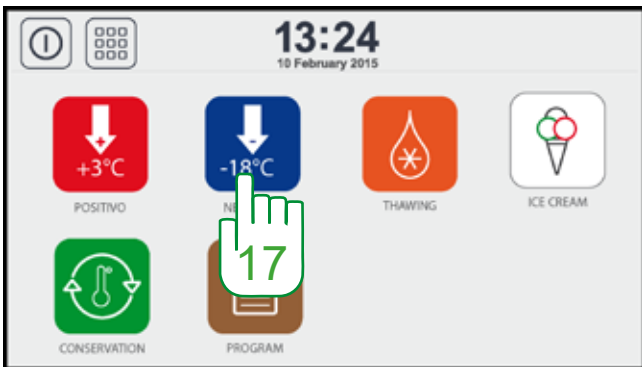 13:24
10 February 2015
+3°C
-18°C
POSITIVO
THAWING
ICE CREAM
17
CONSERVATION
PROGRAM